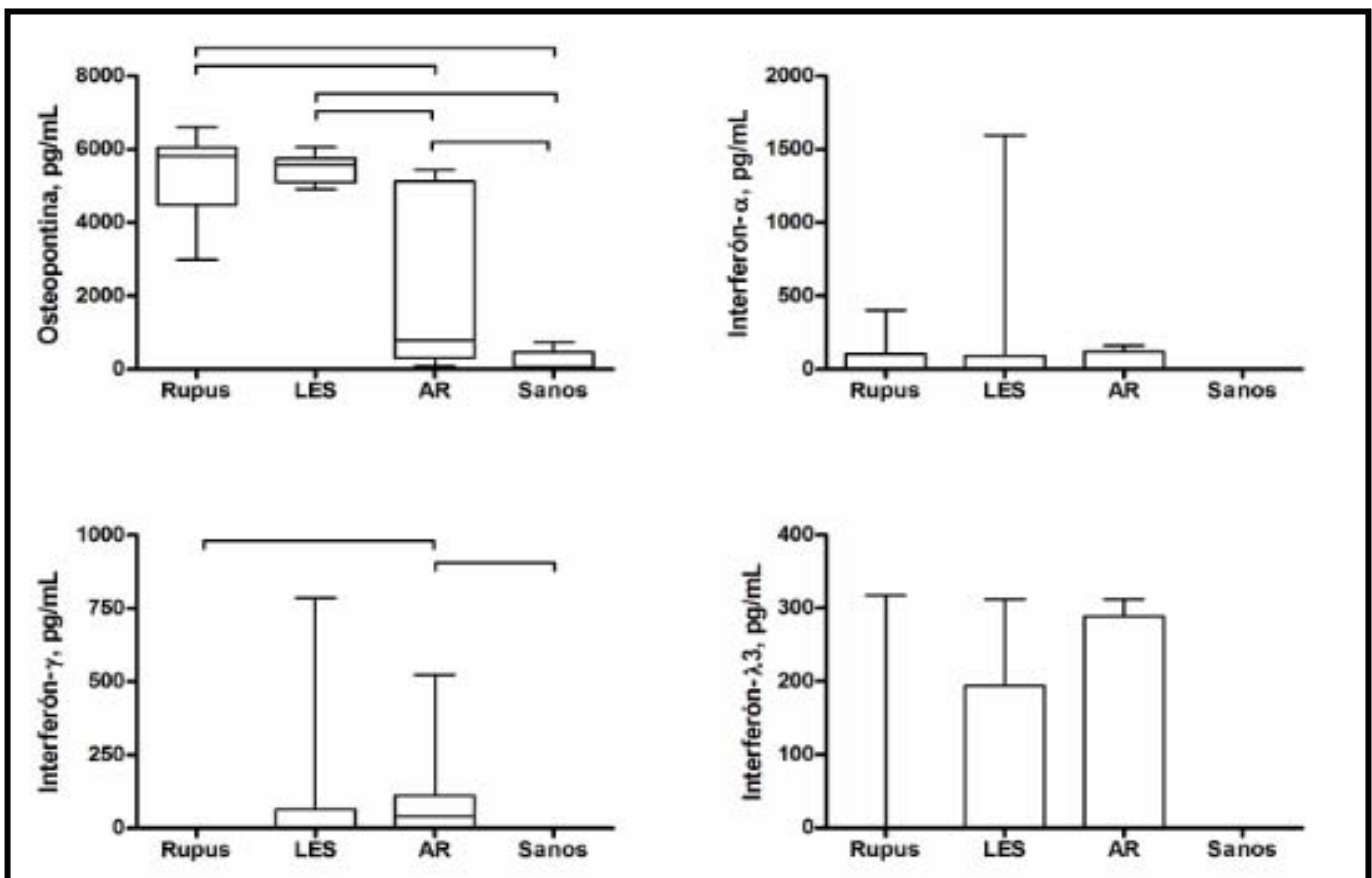 Osteopontina, pg/mL
8000
6000
4000
2000
0
Rupus LES AR Sanos
Interferón-α, pg/mL
2000
1500
1000
500
0
Rupus LES AR Sanos
Interferón-γ, pg/mL
1000
750
500
250
0
Rupus LES AR Sanos
Interferón-λ3, pg/mL
400
300
200
100
0
Rupus LES AR Sanos